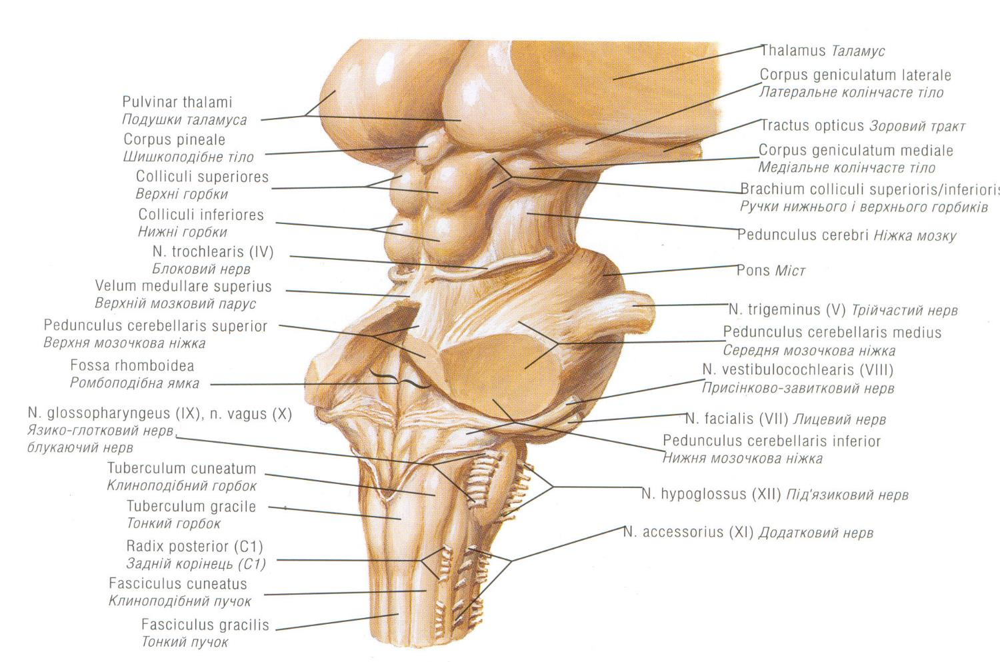 Pulvinar thalami
Подушки таламуса
Corpus pineale
Шишкоподібне тіло
Colliculi superiores
Верхні горбки
Colliculi inferiores
Нижні горбки
N. trochlearis (IV)
Блоковий нерв
Velum medullare superius
Верхній мозковий парус
Pedunculus cerebellaris superior
Верхня мозочкова ніжка
Fossa rhomboidea
Ромбоподібна ямка
N. glossopharyngeus (IX), n. vagus (X)
Язико-глотковий нерв,
блукаючий нерв
Tuberculum cuneatum
Клиноподібний горбок
Tuberculum gracile
Тонкий горбок
Radix posterior (C1)
Задній корінець (C1)
Fasciculus cuneatus
Клиноподібний пучок
Fasciculus gracilis
Тонкий пучок
Thalamus Таламус
Corpus geniculatum laterale
Латеральне колінчасте тіло
Tractus opticus Зоровий тракт
Corpus geniculatum mediale
Медіальне колінчасте тіло
Brachium colliculi superioris/inferioris
Ручки нижнього і верхнього горбиків
Pedunculus cerebri Ніжка мозку
Pons Міст
N. trigeminus (V) Трійчастий нерв
Pedunculus cerebellaris medius
Середня мозочкова ніжка
N. vestibulocochlearis (VIII)
Присінково-завитковий нерв
N. facialis (VII) Лицевий нерв
Pedunculus cerebellaris inferior
Нижня мозочкова ніжка
N. hypoglossus (XII) Під'язиковий нерв
N. accessorius (XI) Додатковий нерв